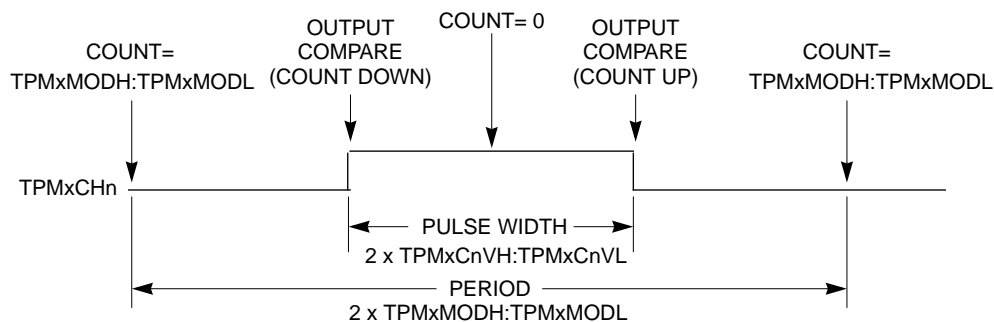 COUNT=
TPMxMODH:TPMxMODL
OUTPUT
COMPARE
(COUNT DOWN)
COUNT= 0
OUTPUT
COMPARE
(COUNT UP)
COUNT=
TPMxMODH:TPMxMODL
TPMxCHn
PULSE WIDTH
2 x TPMxCnVH:TPMxCnVL
PERIOD
2 x TPMxMODH:TPMxMODL